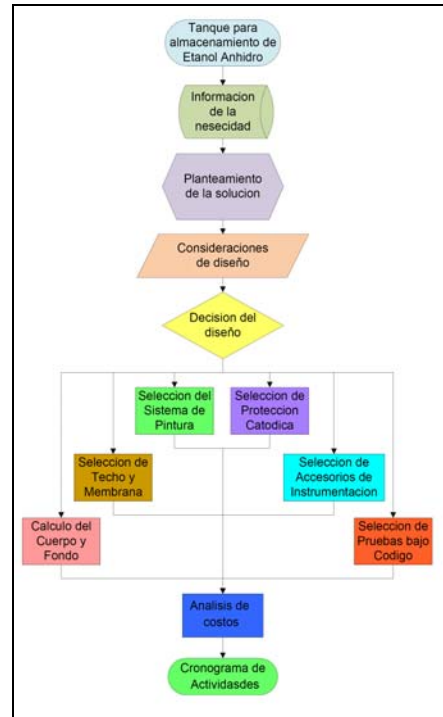 Tanque para
almacenamiento de
Etanol Anhidro
Informacion
de la
nesecidad
Planteamiento
de la solucion
Consideraciones
de diseño
Decision del
diseño
Seleccion del
Sistema de
Pintura
Seleccion de
Proteccion
Catodica
Seleccion de
Techo y
Membrana
Seleccion de
Accesorios de
Instrumentacion
Calculo del
Cuerpo y
Fondo
Seleccion de
Pruebas bajo
Codigo
Analisis de
costos
Cronograma de
Actividasdes